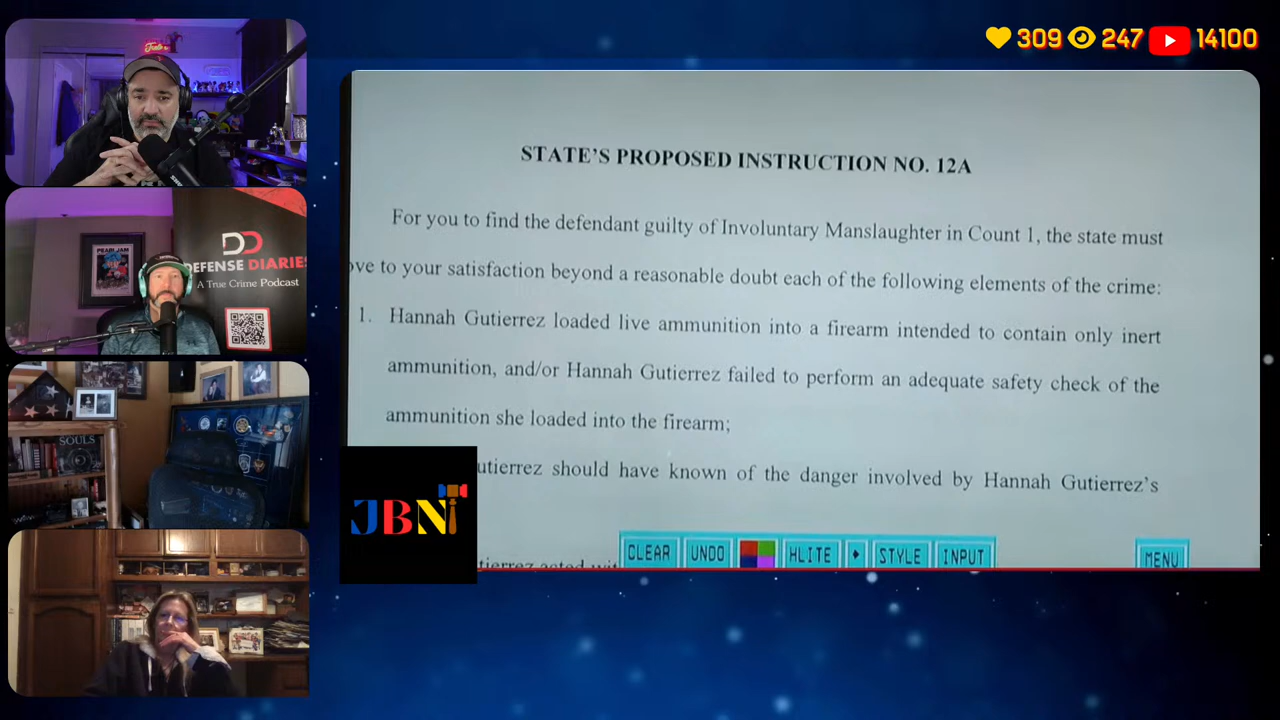 309 247 14100
STATE'S PROPOSED INSTRUCTION NO. 12A
For you to find the defendant guilty of Involuntary Manslaughter in Count 1, the state must
ove to your satisfaction beyond a reasonable doubt each of the following elements of the crime:
1. Hannah Gutierrez loaded live ammunition into a firearm intended to contain only inert
ammunition, and/or Hannah Gutierrez failed to perform an adequate safety check of the
ammunition she loaded into the firearm;
utierrez should have known of the danger involved by Hannah Gutierrez's
tierrez acted wit
CLEAR UNDO HLITE STYLE INPUT MENU
JBN
PEARL JAM
DD
DEFENSE DIARIES
A True Crime Podcast
SOULS